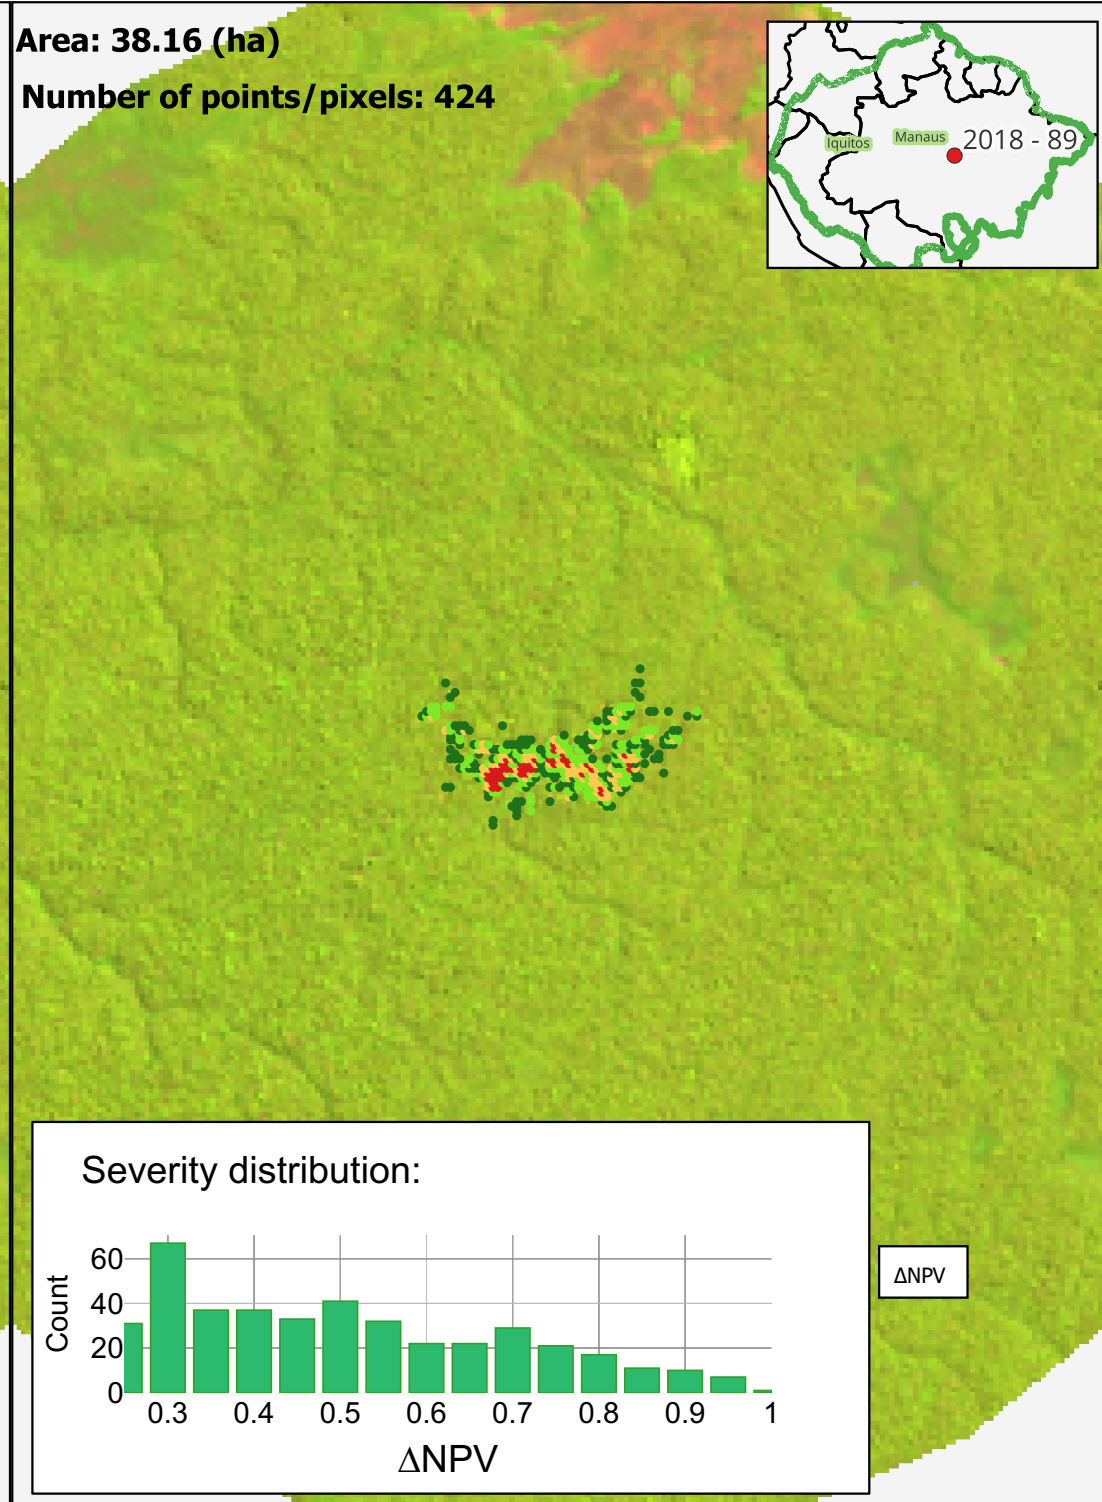 Area: 38.16 (ha)
Number of points/pixels: 424
Iquitos
Manaus
2018 - 89
Severity distribution:
Count
60
40
20
0
0.3 0.4 0.5 0.6 0.7 0.8 0.9 1
ΔNPV
ΔNPV